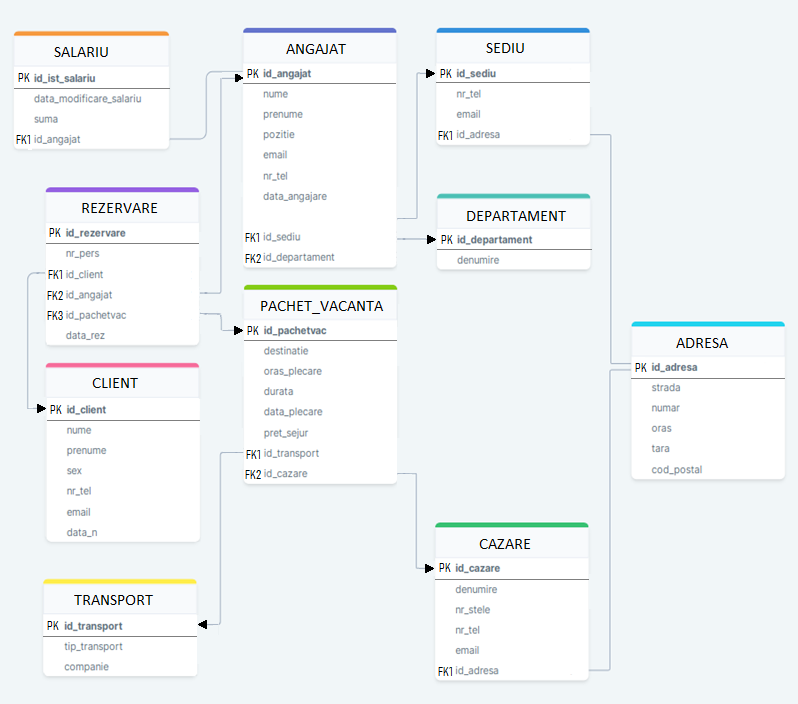 SALARIU
PK id_ist_salariu
data_modificare_salariu
suma
FK1 id_angajat
ANGAJAT
PK id_angajat
nume
prenume
pozitie
email
nr_tel
data_angajare
FK1 id_sediu
FK2 id_departament
SEDIU
PK id_sediu
nr_tel
email
FK1 id_adresa
DEPARTAMENT
PK id_departament
denumire
REZERVARE
PK id_rezervare
nr_pers
FK1 id_client
FK2 id_angajat
FK3 id_pachetvac
data_rez
PACHET_VACANTA
PK id_pachetvac
destinatie
oras_plecare
durata
data_plecare
pret_sejur
FK1 id_transport
FK2 id_cazare
ADRESA
PK id_adresa
strada
numar
oras
tara
cod_postal
CLIENT
PK id_client
nume
prenume
sex
nr_tel
email
data_n
CAZARE
PK id_cazare
denumire
nr_stele
nr_tel
email
FK1 id_adresa
TRANSPORT
PK id_transport
tip_transport
companie